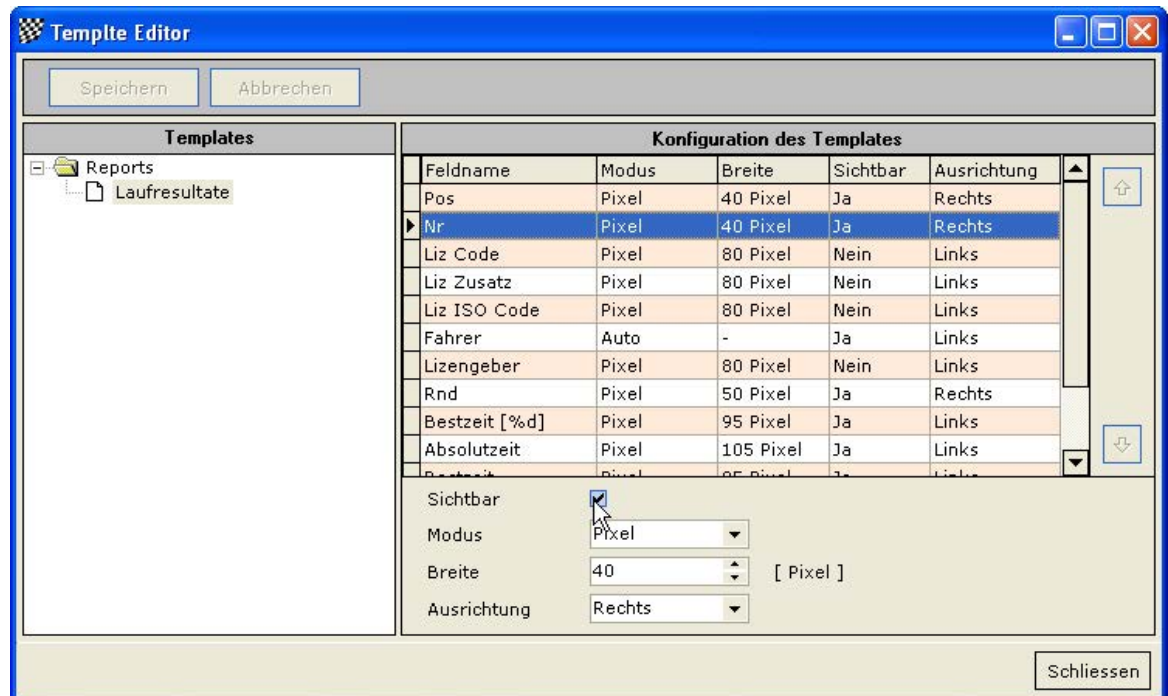 Templte Editor
Speichern Abbrechen
Templates
Reports
Laufresultate
Konfiguration des Templates
Feldname Modus Breite Sichtbar Ausrichtung
Pos Pixel 40 Pixel Ja Rechts
Nr Pixel 40 Pixel Ja Rechts
Liz Code Pixel 80 Pixel Nein Links
Liz Zusatz Pixel 80 Pixel Nein Links
Liz ISO Code Pixel 80 Pixel Nein Links
Fahrer Auto - Ja Links
Lizengeber Pixel 80 Pixel Nein Links
Rnd Pixel 50 Pixel Ja Rechts
Bestzeit [%d] Pixel 95 Pixel Ja Links
Absolutzeit Pixel 105 Pixel Ja Links
Sichtbar
Modus Pixel
Breite 40 [ Pixel ]
Ausrichtung Rechts
Schliessen